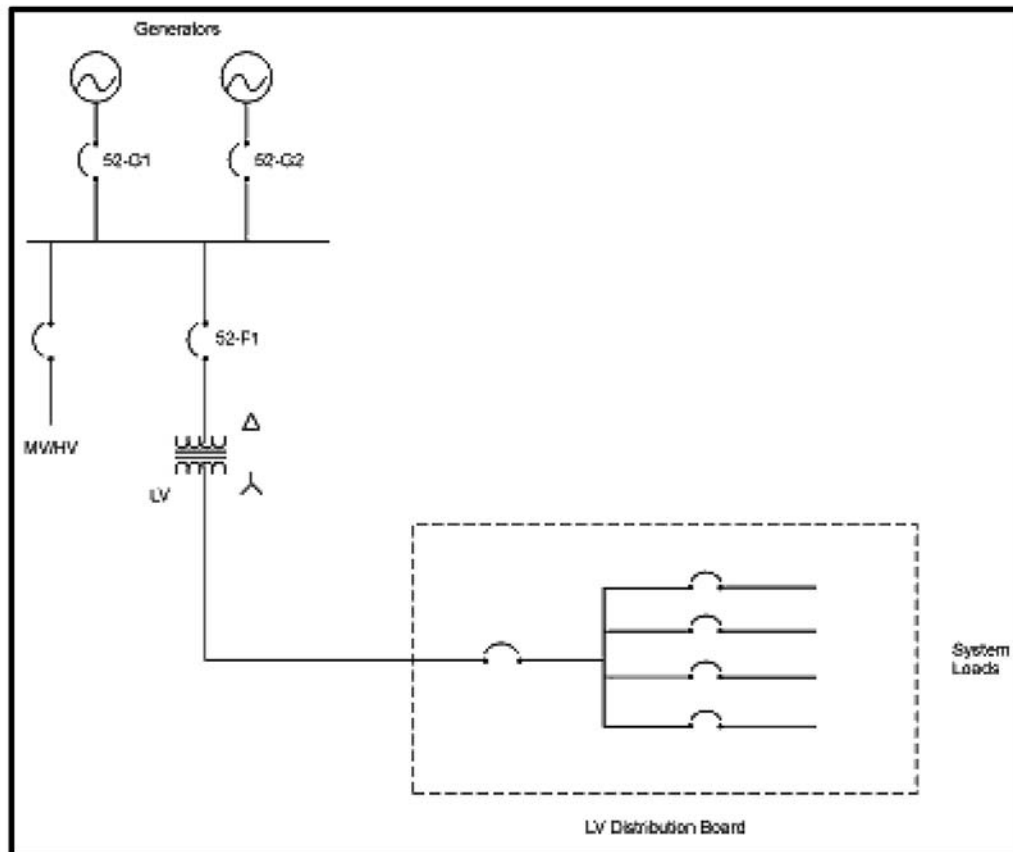 Generators
52-G1
52-G2
52-F1
MV/HV
LV
System
Loads
LV Distribution Board